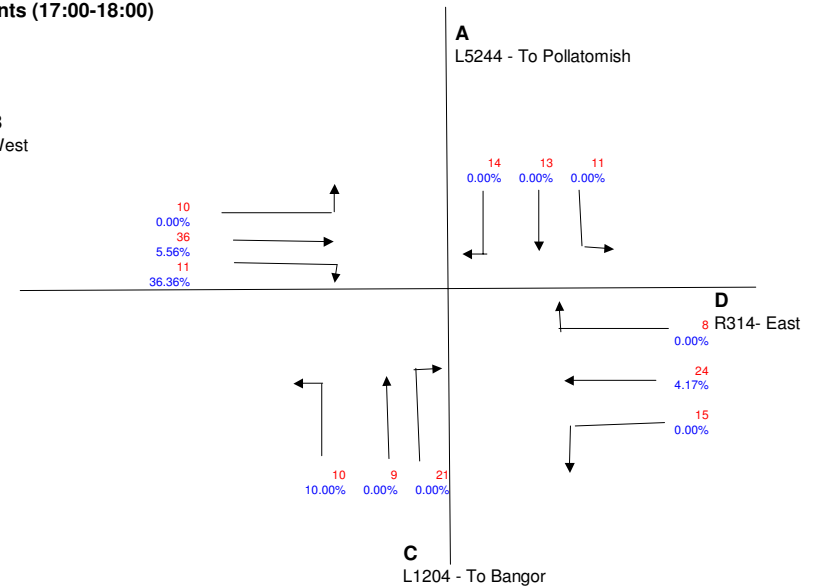 nts (17:00-18:00)
A
L5244 - To Pollatomish
West
14 13 11
0.00% 0.00% 0.00%
10
0.00%
36
5.56%
11
36.36%
D
R314- East
8
0.00%
24
4.17%
15
0.00%
10 9 21
10.00% 0.00% 0.00%
C
L1204 - To Bangor